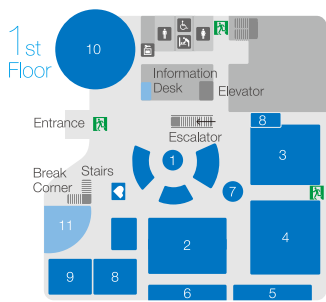 1st
Floor
10
Information
Desk
Elevator
Entrance
Escalator
8
3
1
Break
Corner
Stairs
7
11
2
4
9
8
6
5